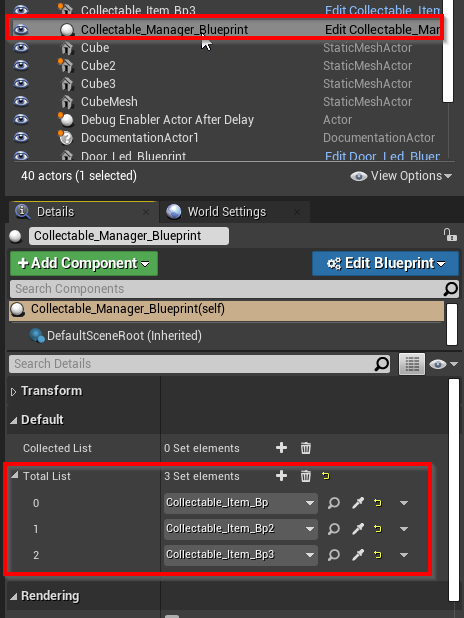 Collectable_Item_Bp3 Edit Collectable_Item
Collectable_Manager_Blueprint Edit Collectable_Mar
Cube StaticMeshActor
Cube2 StaticMeshActor
Cube3 StaticMeshActor
CubeMesh StaticMeshActor
Debug Enabler Actor After Delay Actor
DocumentationActor1 DocumentationActor
Door_Led_Blueprint Edit Door_Led_Bluepr
40 actors (1 selected) View Options
Details World Settings
Collectable_Manager_Blueprint
+ Add Component Edit Blueprint
Search Components
Collectable_Manager_Blueprint(self)
DefaultSceneRoot (Inherited)
Search Details
Transform
Default
Collected List 0 Set elements
Total List 3 Set elements
0 Collectable_Item_Bp
1 Collectable_Item_Bp2
2 Collectable_Item_Bp3
Rendering